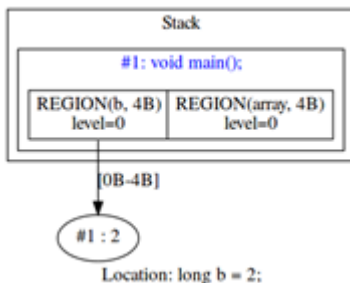 Stack
#1: void main();
REGION(b, 4B)
level=0
REGION(array, 4B)
level=0
[0B-4B]
#1 : 2
Location: long b = 2;